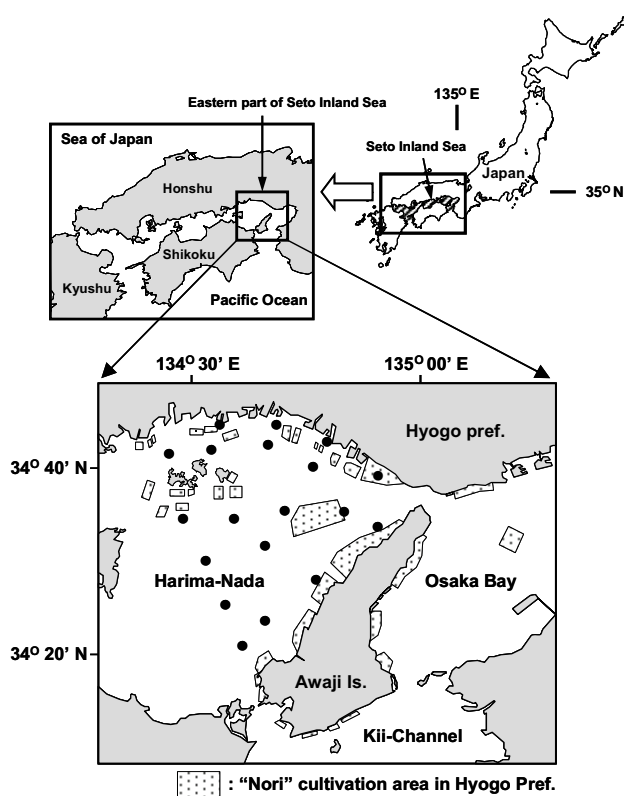 Eastern part of Seto Inland Sea
135° E
Sea of Japan
Seto Inland Sea
Japan
35° N
Honshu
Shikoku
Kyushu
Pacific Ocean
134° 30' E
135° 00' E
Hyogo pref.
34° 40' N
Harima-Nada
Osaka Bay
34° 20' N
Awaji Is.
Kii-Channel
: “Nori” cultivation area in Hyogo Pref.